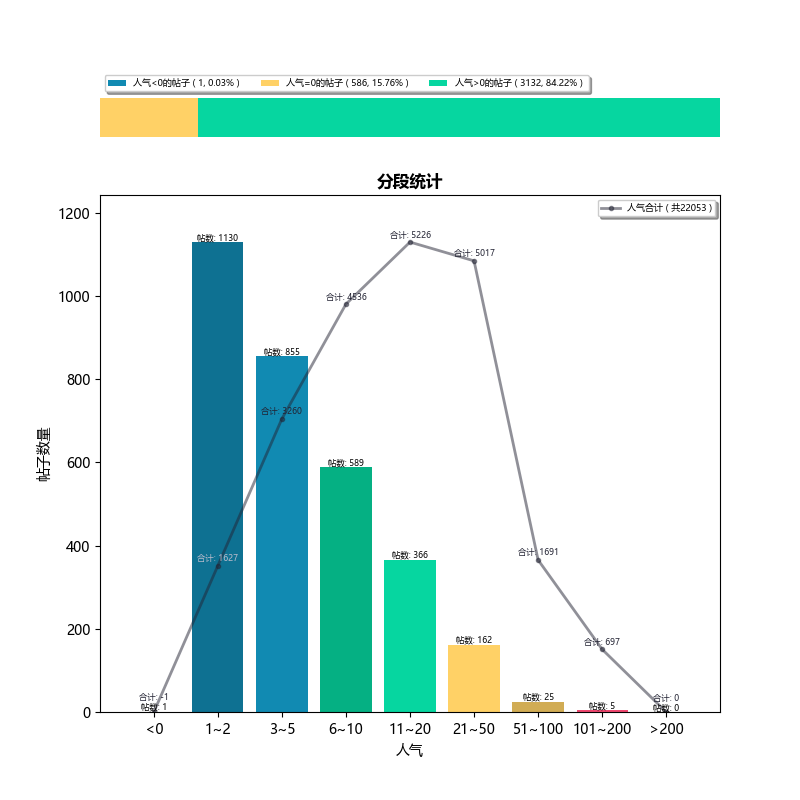 人气<0的帖子 ( 1, 0.03% ) 人气=0的帖子 ( 586, 15.76% ) 人气>0的帖子 ( 3132, 84.22% )
分段统计
人气合计 ( 共22053 )
1200
1000
800
600
400
200
0
帖子数量
合计: -1
帖数: 1
帖数: 1130
合计: 1627
帖数: 855
合计: 3260
合计: 4536
帖数: 589
合计: 5226
帖数: 366
合计: 5017
帖数: 162
合计: 1691
帖数: 25
合计: 697
帖数: 5
合计: 0
帖数: 0
<0 1~2 3~5 6~10 11~20 21~50 51~100 101~200 >200
人气